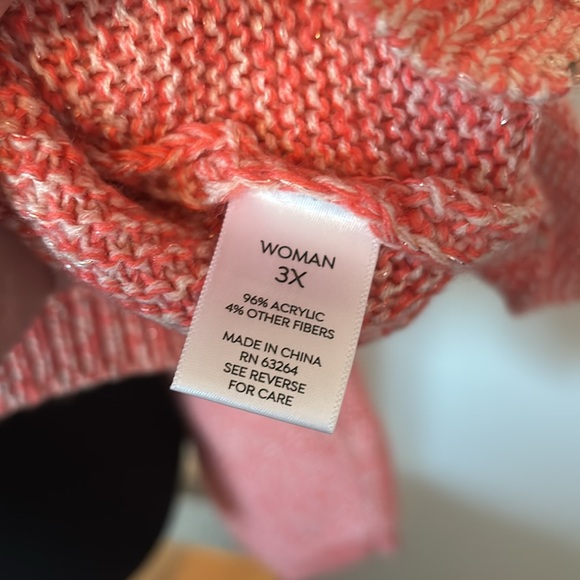 WOMAN
3X
96% ACRYLIC
4% OTHER FIBERS
MADE IN CHINA
RN 63264
SEE REVERSE
FOR CARE